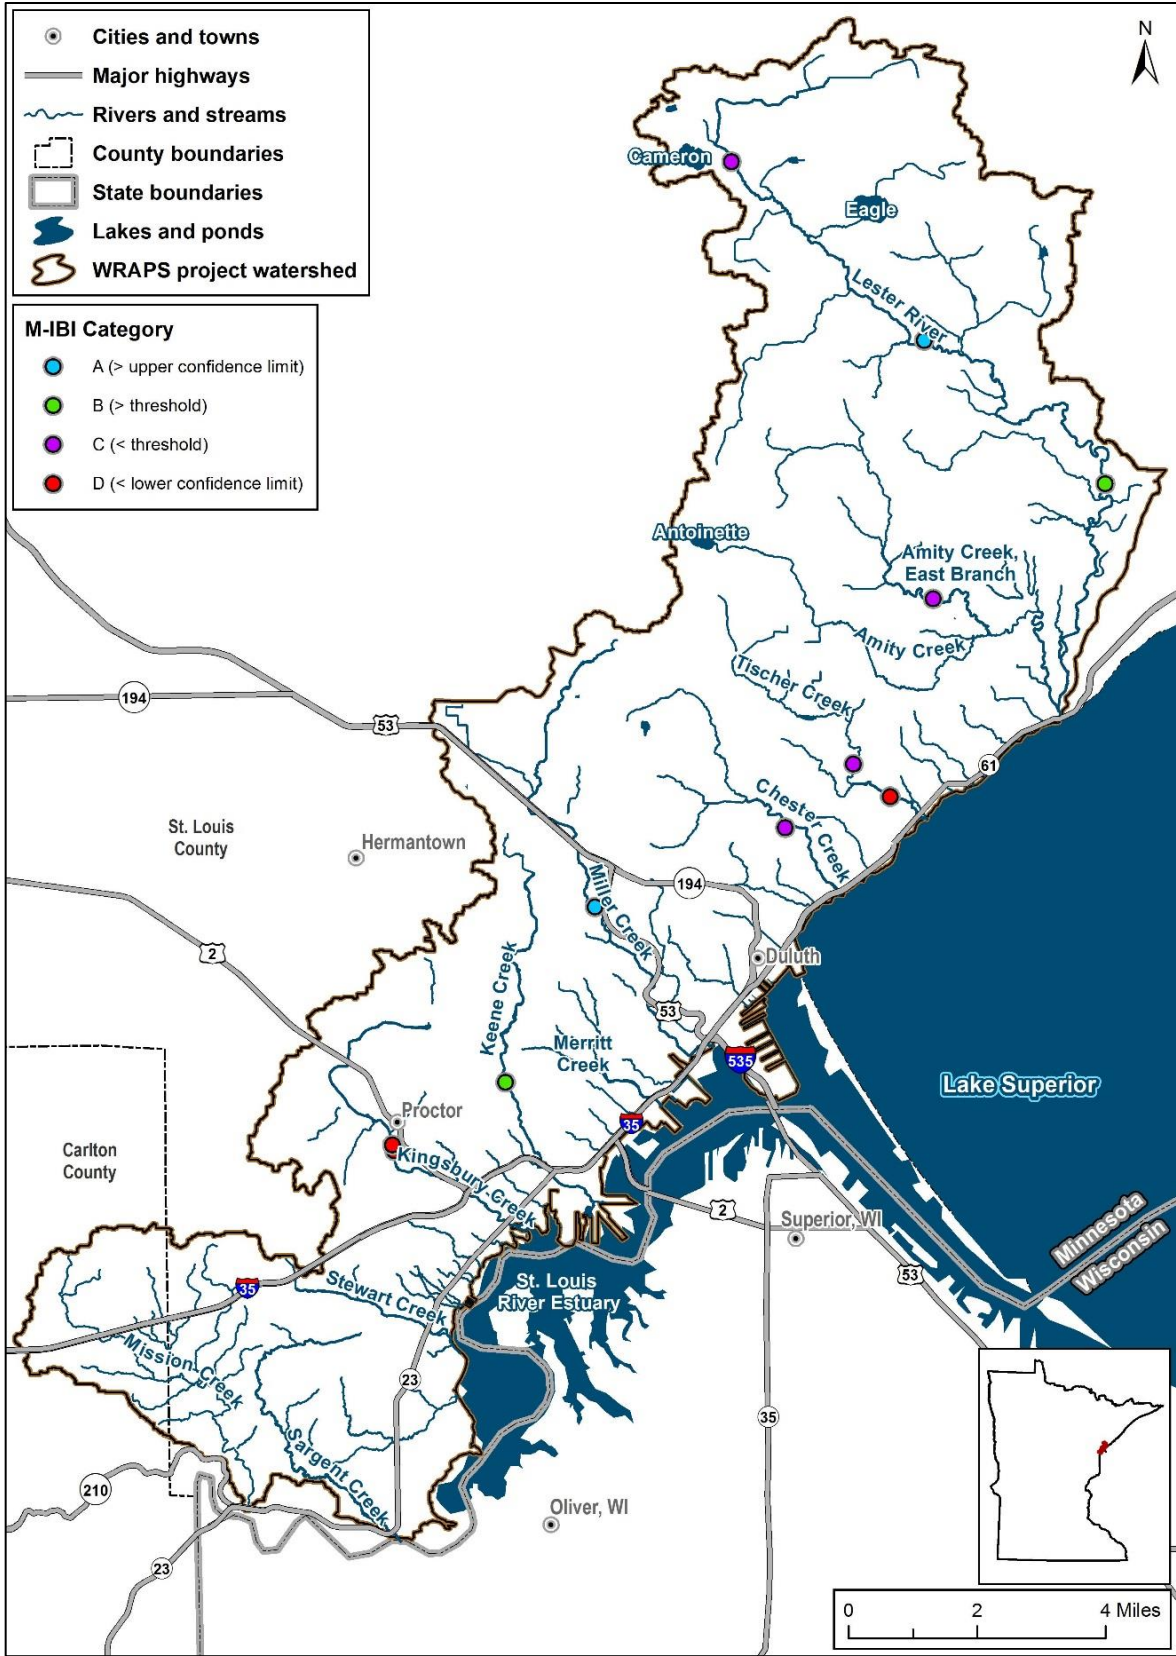 Cities and towns
Major highways
Rivers and streams
County boundaries
State boundaries
Lakes and ponds
WRAPS project watershed
M-IBI Category
A (> upper confidence limit)
B (> threshold)
C (< threshold)
D (< lower confidence limit)
N
Cameron
Eagle
Lester River
Antoinette
Amity Creek,
East Branch
Amity Creek
Tischer Creek
194
53
61
Chester Creek
St. Louis
County
Hermantown
194
Miller Creek
2
Keene Creek
Duluth
53
Merritt
Creek
535
Lake Superior
Proctor
35
Carlton
County
Kingsbury Creek
2
Superior, WI
Minnesota
Wisconsin
53
35
Stewart Creek
St. Louis
River Estuary
Mission Creek
23
35
Sargent Creek
210
Oliver, WI
23
0 2 4 Miles